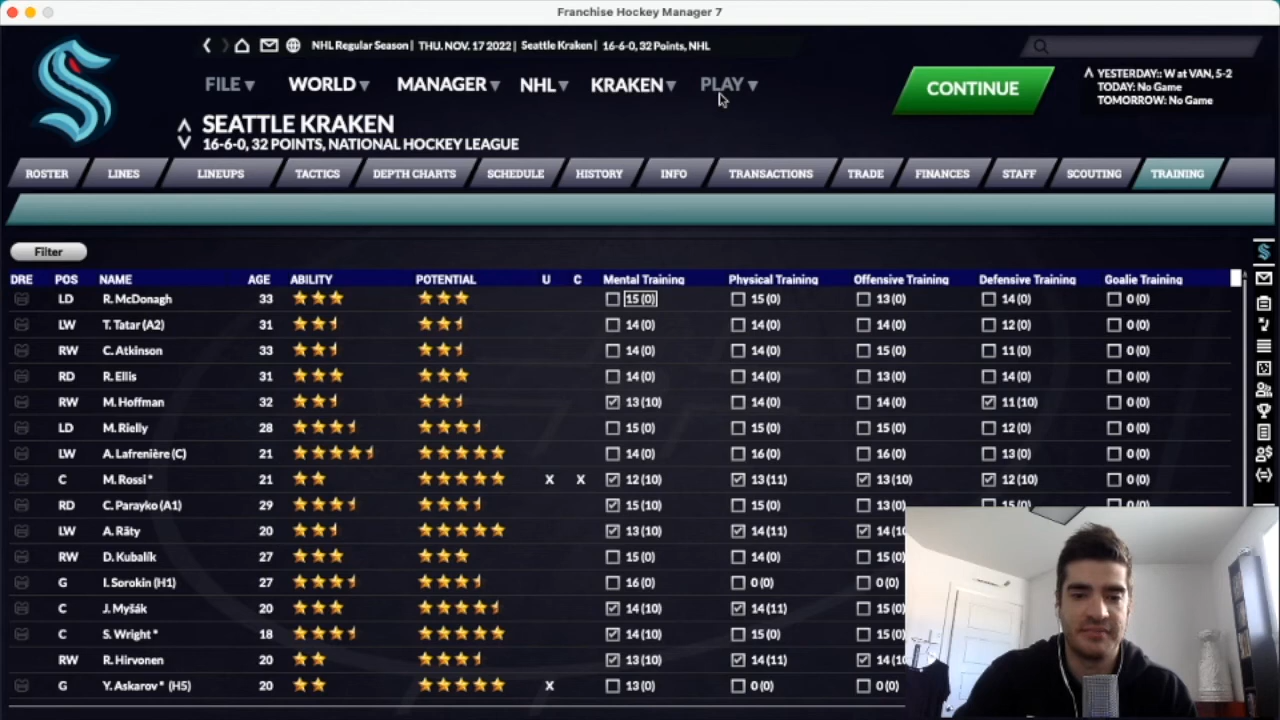 Franchise Hockey Manager 7
NHL Regular Season | THU. NOV. 17 2022 | Seattle Kraken | 16-6-0, 32 Points, NHL
FILE WORLD MANAGER NHL KRAKEN PLAY
CONTINUE
YESTERDAY:: W at VAN, 5-2
TODAY: No Game
TOMORROW: No Game
SEATTLE KRAKEN
16-6-0, 32 POINTS, NATIONAL HOCKEY LEAGUE
ROSTER LINES LINEUPS TACTICS DEPTH CHARTS SCHEDULE HISTORY INFO TRANSACTIONS TRADE FINANCES STAFF SCOUTING TRAINING
Filter
DRE POS NAME AGE ABILITY POTENTIAL U C Mental Training Physical Training Offensive Training Defensive Training Goalie Training
LD R. McDonagh 33 15 (0) 15 (0) 13 (0) 14 (0) 0 (0)
LW T. Tatar (A2) 31 14 (0) 14 (0) 14 (0) 12 (0) 0 (0)
RW C. Atkinson 33 14 (0) 14 (0) 15 (0) 11 (0) 0 (0)
RD R. Ellis 31 14 (0) 14 (0) 13 (0) 14 (0) 0 (0)
RW M. Hoffman 32 13 (10) 14 (0) 14 (0) 11 (10) 0 (0)
LD M. Rielly 28 15 (0) 15 (0) 15 (0) 12 (0) 0 (0)
LW A. Lafrenière (C) 21 14 (0) 16 (0) 16 (0) 13 (0) 0 (0)
C M. Rossi * 21 X X 12 (10) 13 (11) 13 (10) 12 (10) 0 (0)
RD C. Parayko (A1) 29 15 (10) 15 (0) 13 (0) 15 (0) 0 (0)
LW A. Räty 20 13 (10) 14 (11) 14 (10
RW D. Kubalík 27 15 (0) 14 (0) 15 (0)
G I. Sorokin (H1) 27 16 (0) 0 (0) 0 (0)
C J. Myšák 20 14 (10) 14 (11) 15 (0)
C S. Wright * 18 14 (10) 15 (0) 15 (0)
RW R. Hirvonen 20 13 (10) 14 (11) 14 (10
G Y. Askarov * (H5) 20 X 13 (0) 0 (0) 0 (0)